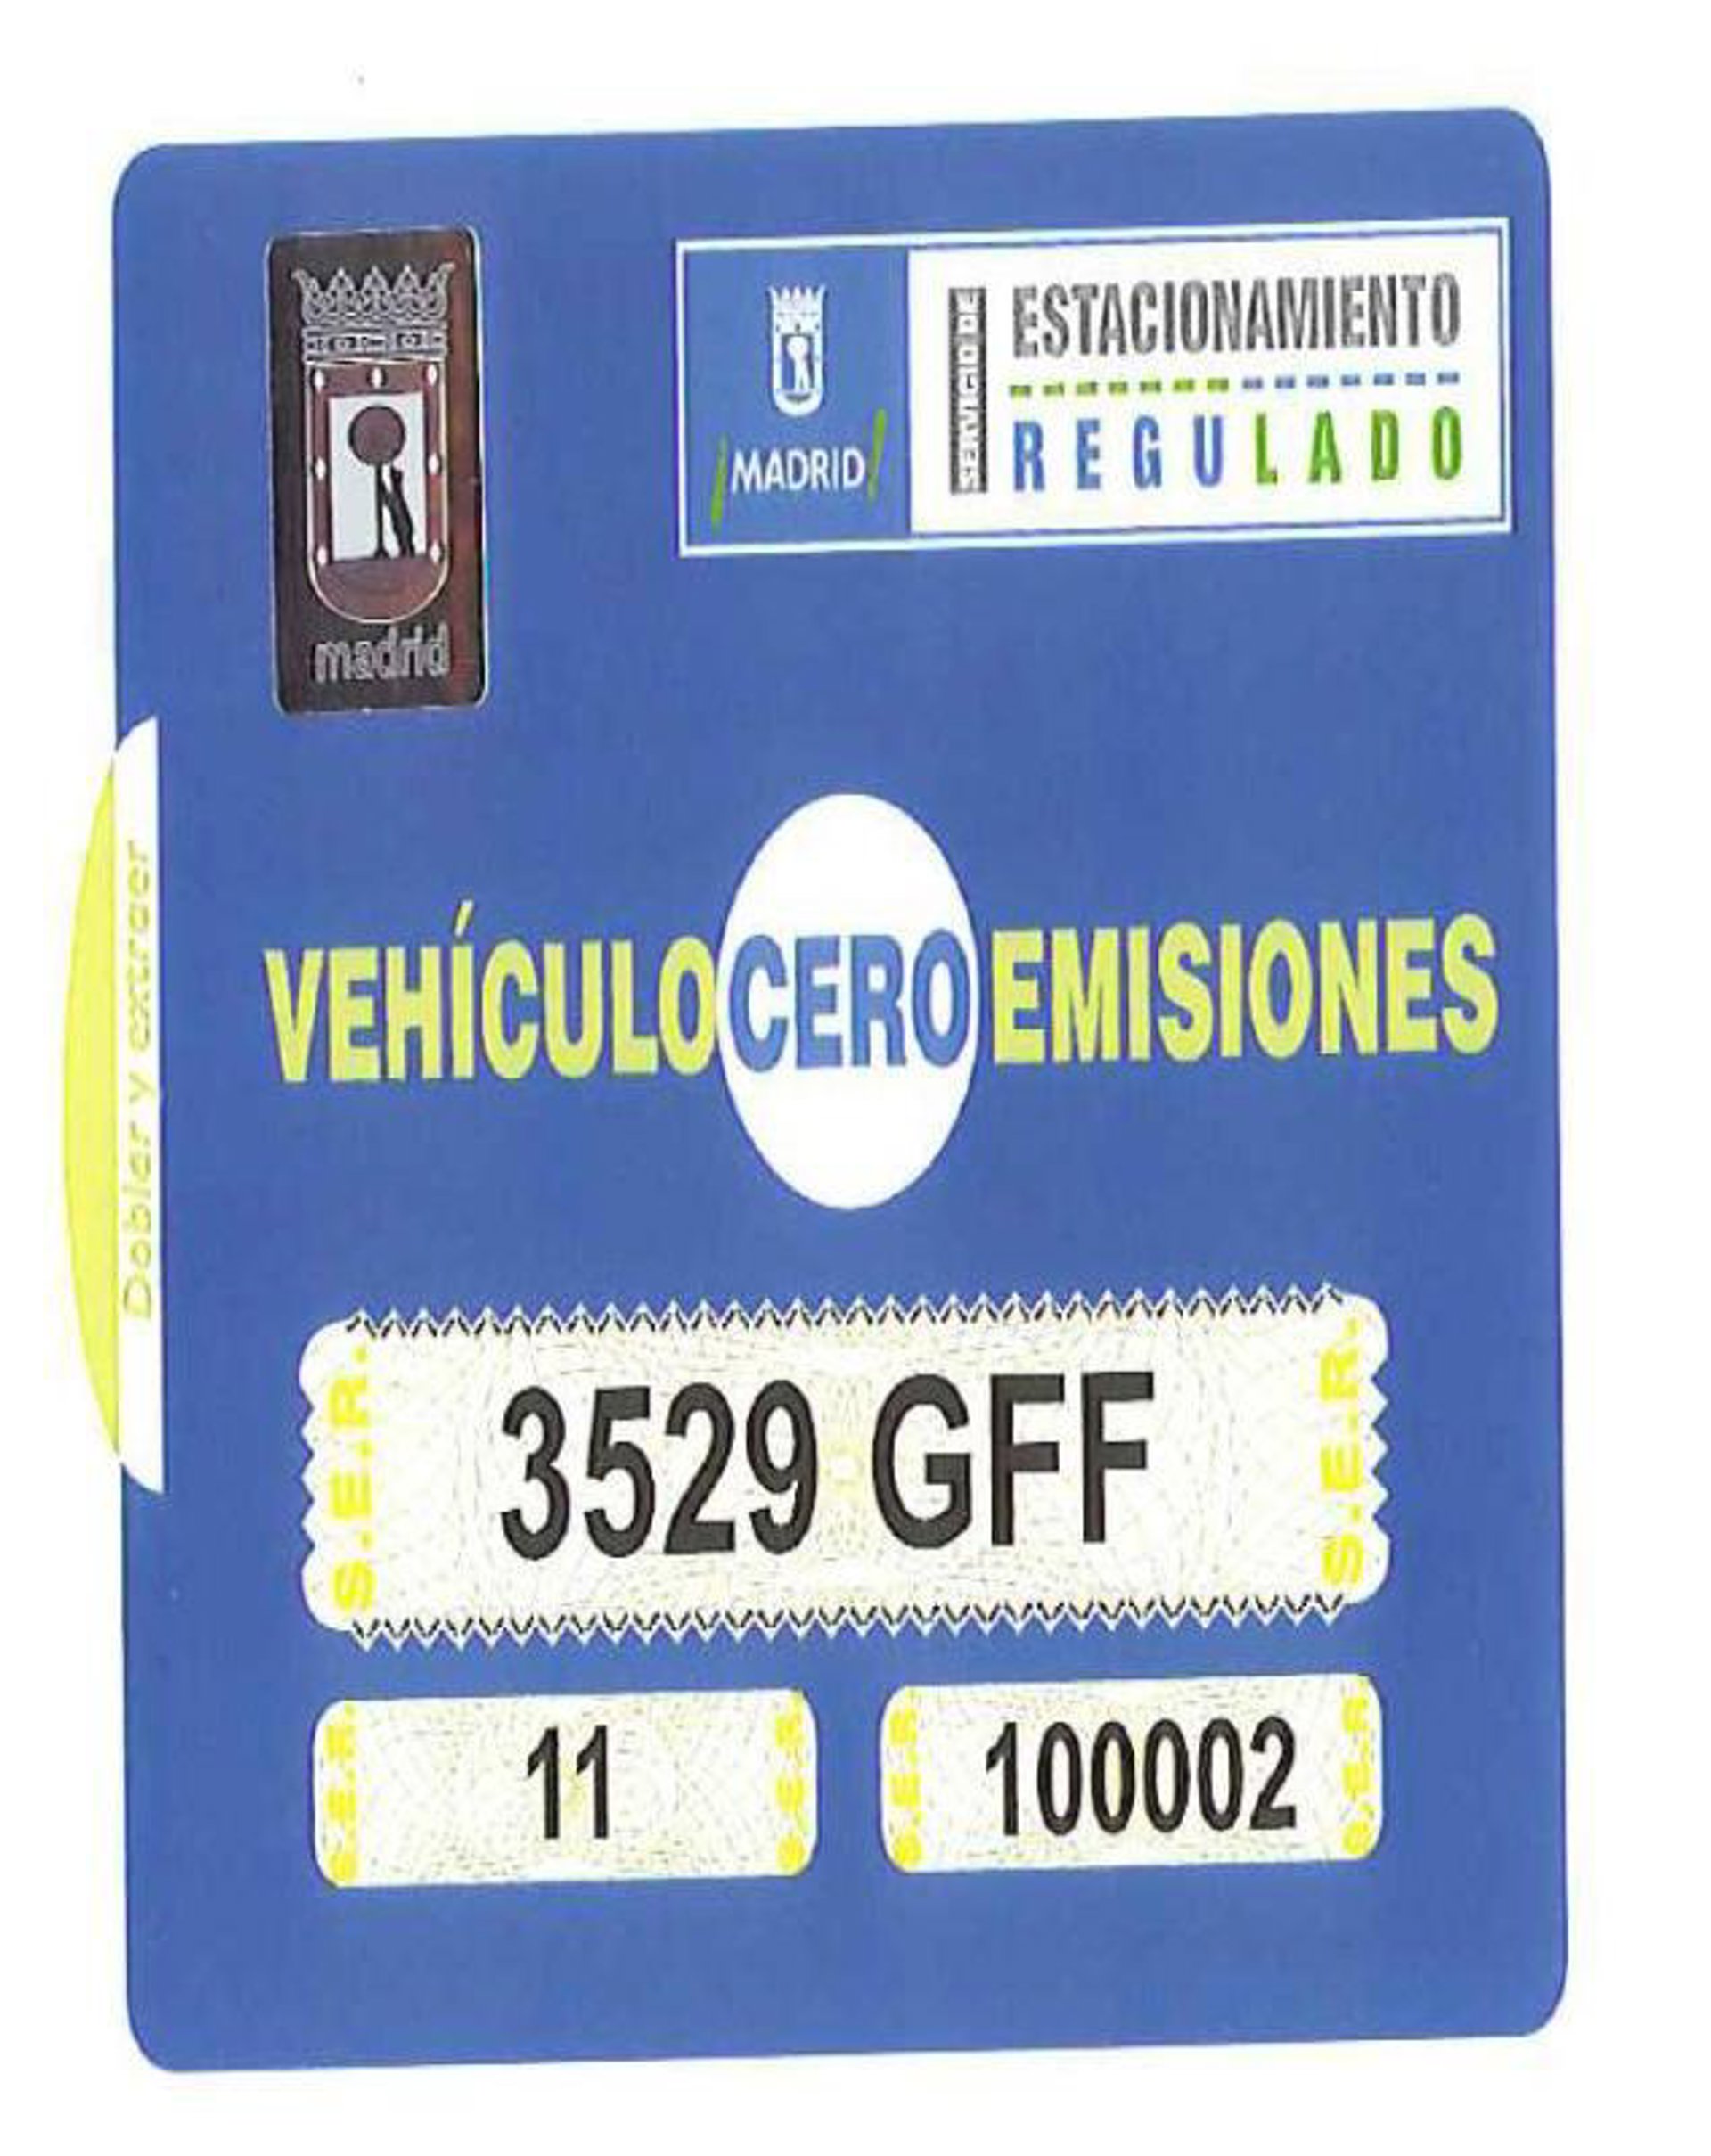 madrid
MADRID
SERVICIO DE
ESTACIONAMIENTO
REGULADO
Doblar y extraer
VEHÍCULO CERO EMISIONES
S.E.R. 3529 GFF S.E.R.
S.E.R. 11 S.E.R.
S.E.R. 100002 S.E.R.